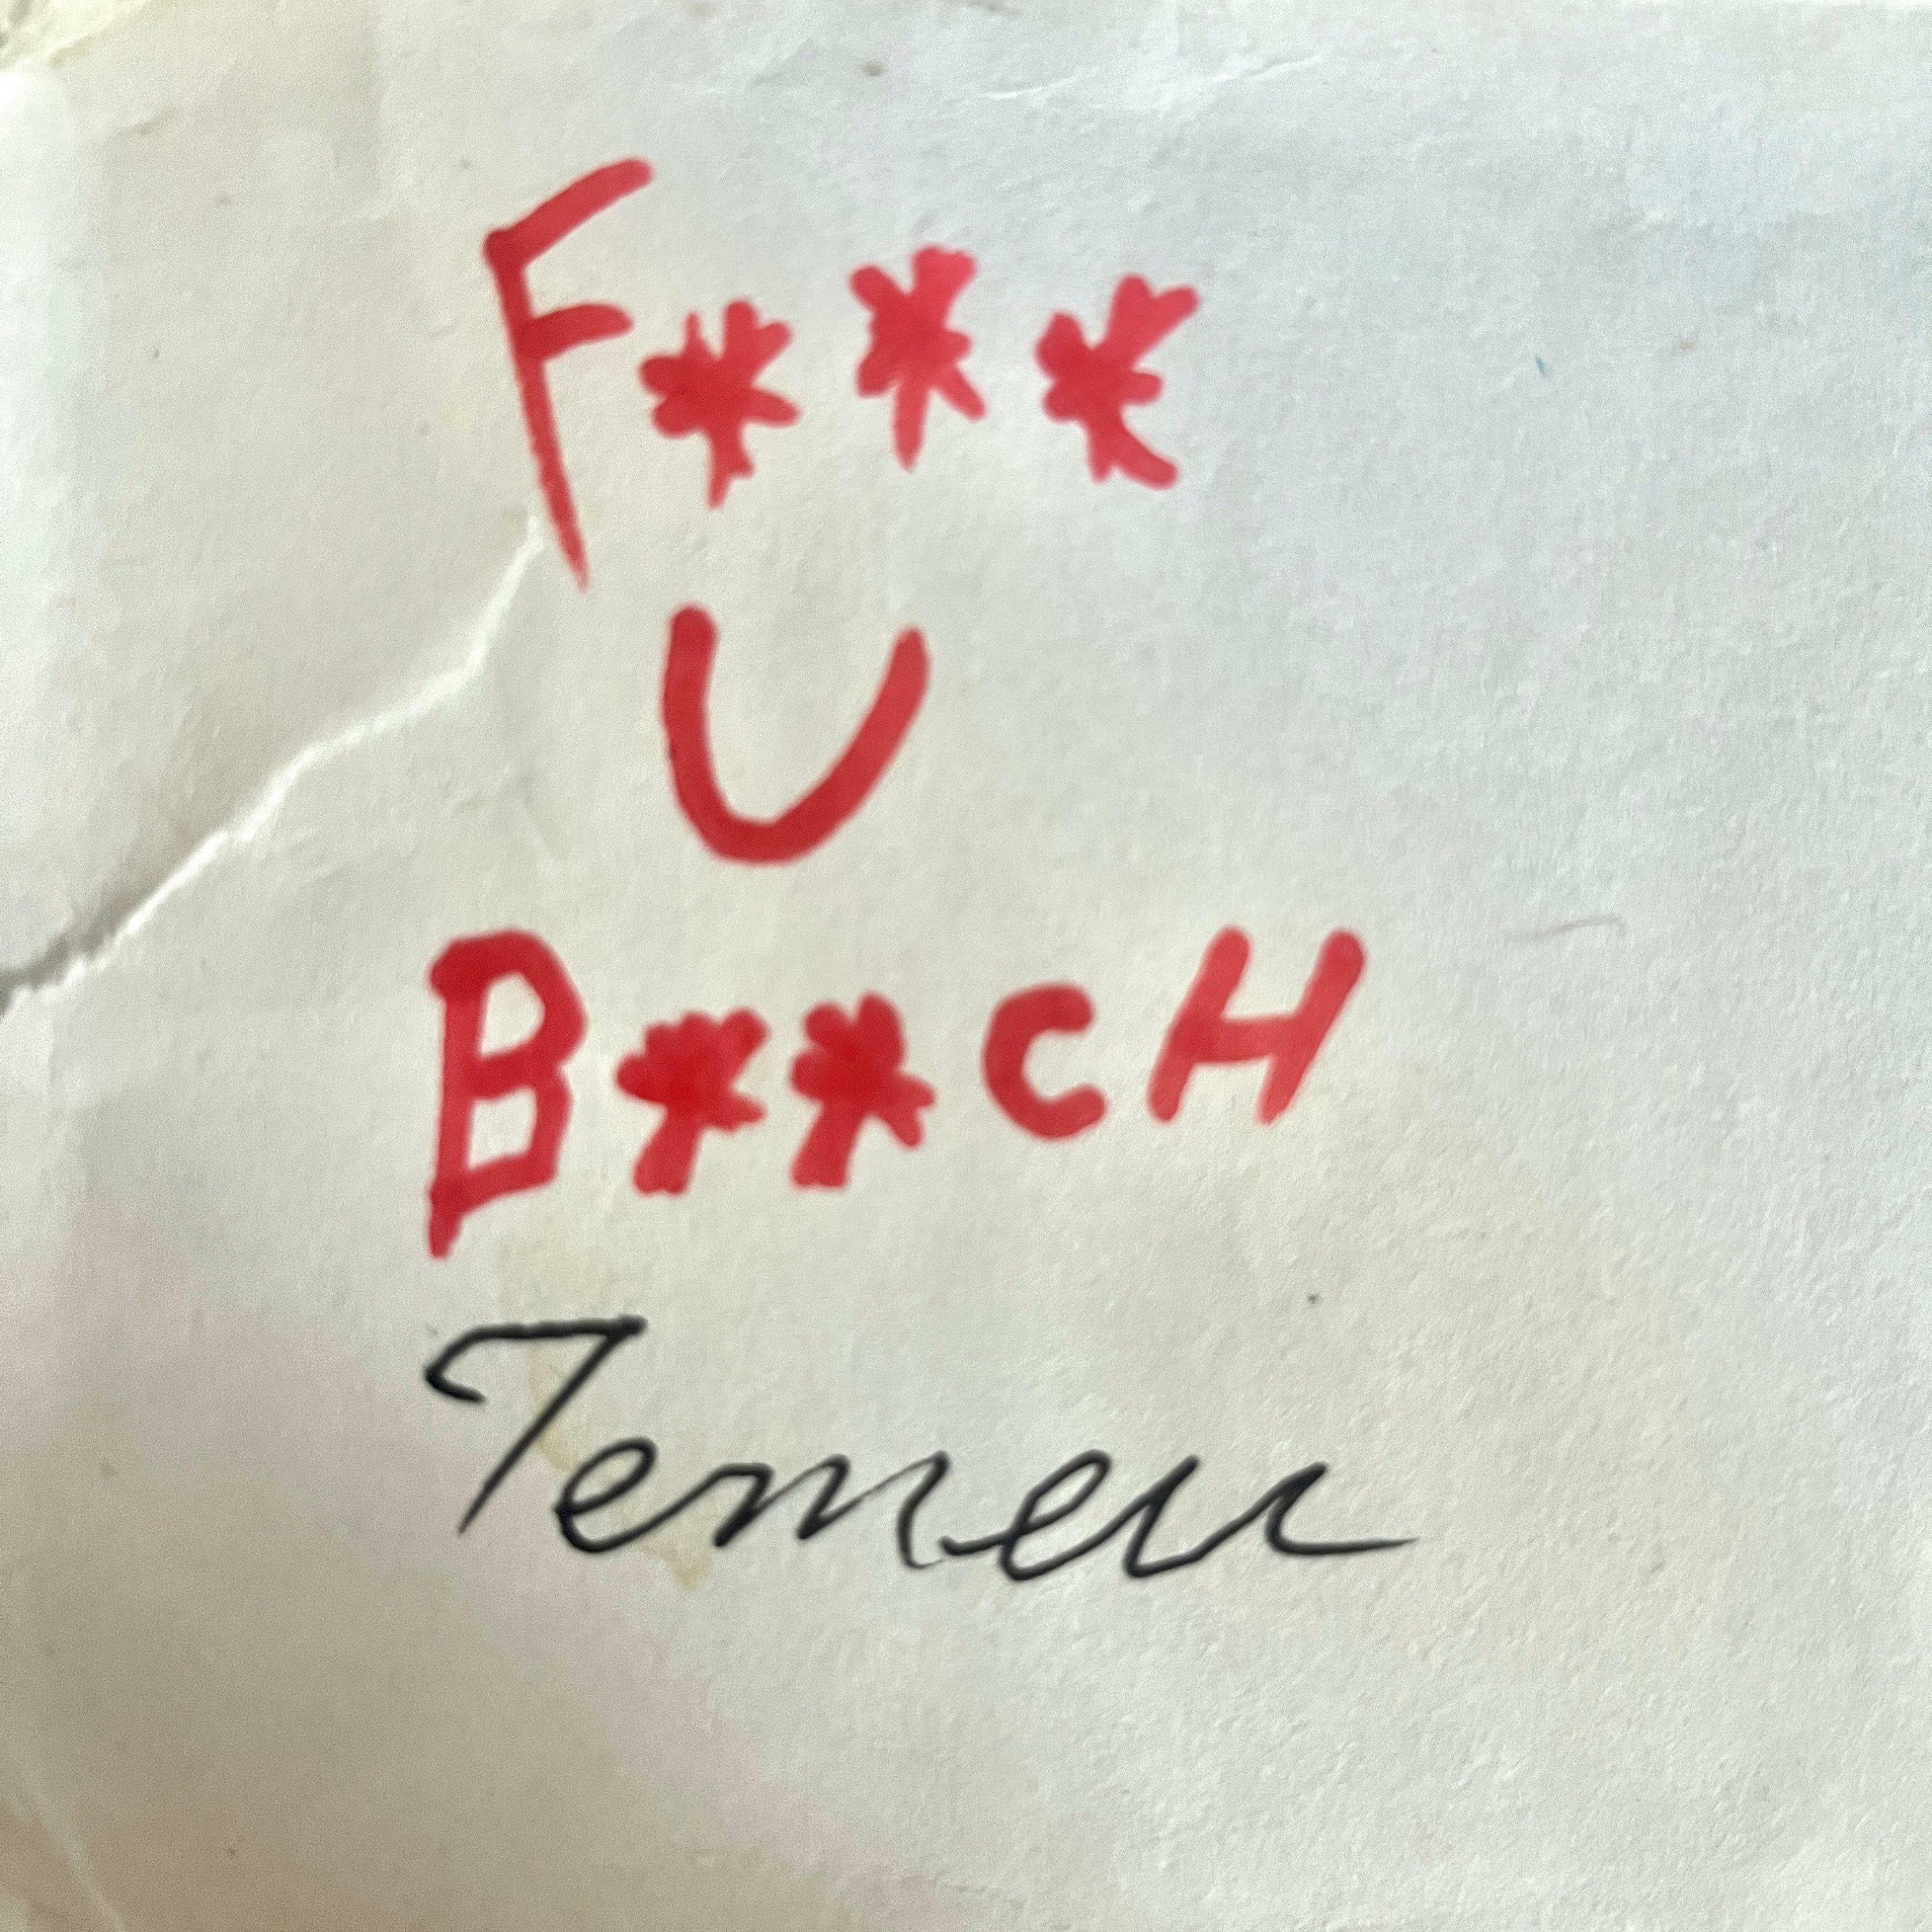 F***
U
B**cH
Temeu